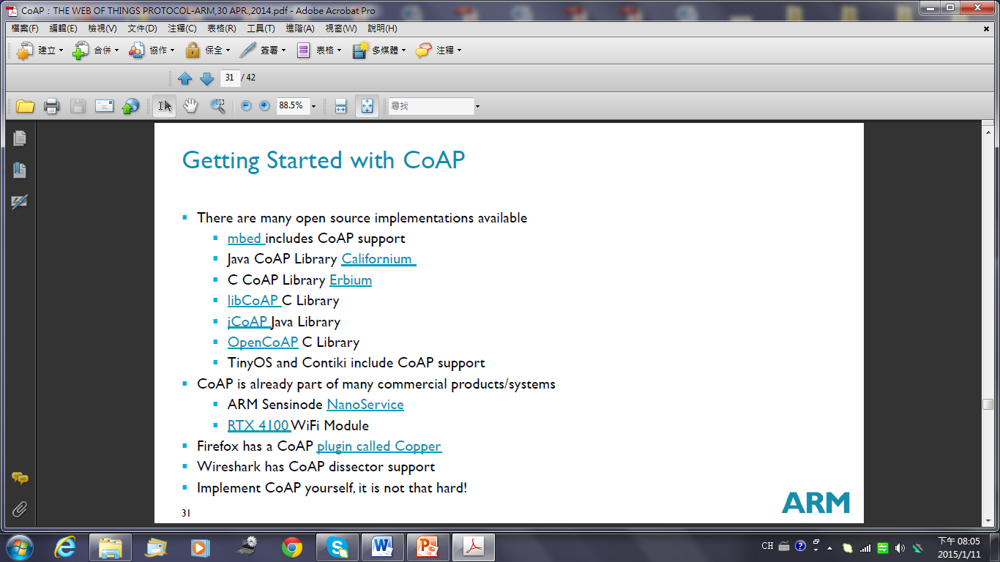 CoAP : THE WEB OF THINGS PROTOCOL-ARM,30 APR.,2014.pdf - Adobe Acrobat Pro
檔案(F) 編輯(E) 檢視(V) 文件(D) 注釋(C) 表格(R) 工具(T) 進階(A) 視窗(W) 說明(H)
建立 合併 協作 保全 簽署 表格 多媒體 注釋
31 / 42
88.5% 尋找
Getting Started with CoAP
There are many open source implementations available
mbed includes CoAP support
Java CoAP Library Californium
C CoAP Library Erbium
libCoAP C Library
jCoAP Java Library
OpenCoAP C Library
TinyOS and Contiki include CoAP support
CoAP is already part of many commercial products/systems
ARM Sensinode NanoService
RTX 4100 WiFi Module
Firefox has a CoAP plugin called Copper
Wireshark has CoAP dissector support
Implement CoAP yourself, it is not that hard!
31
ARM
CH
下午 08:05
2015/1/11